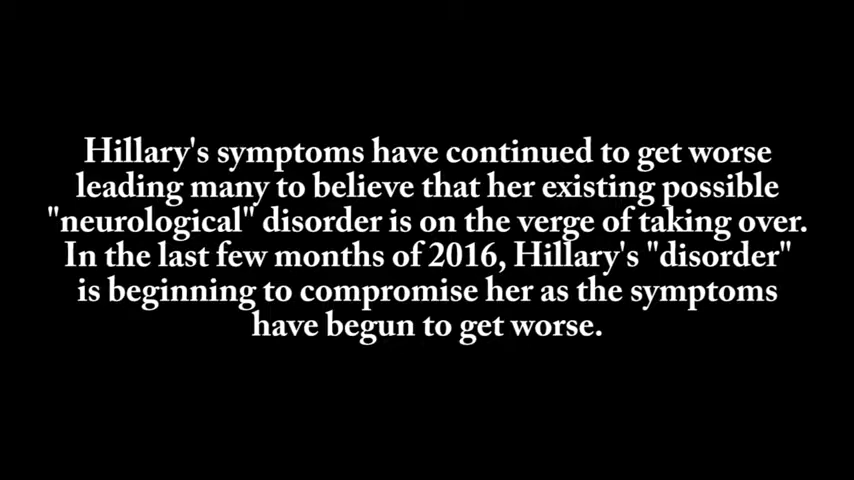 Hillary's symptoms have continued to get worse
leading many to believe that her existing possible
"neurological" disorder is on the verge of taking over.
In the last few months of 2016, Hillary's "disorder"
is beginning to compromise her as the symptoms
have begun to get worse.